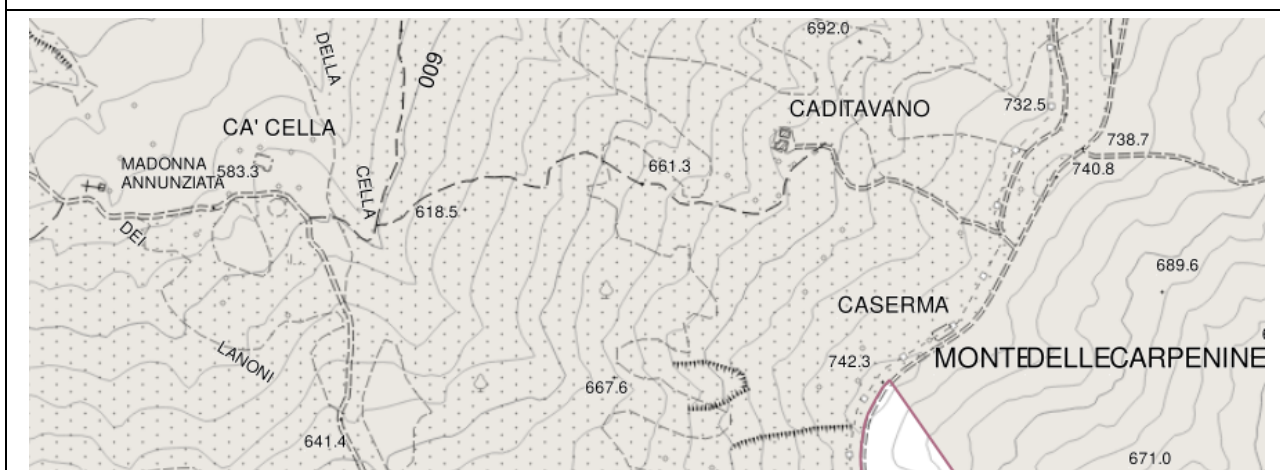 692.0
DELLA
600
CADITAVANO
732.5
CA' CELLA
738.7
MADONNA
ANNUNZIATA
583.3
661.3
740.8
CELLA
618.5
DEI
689.6
CASERMA
LANONI
742.3
MONTEDELLECARPENINE
667.6
641.4
671.0